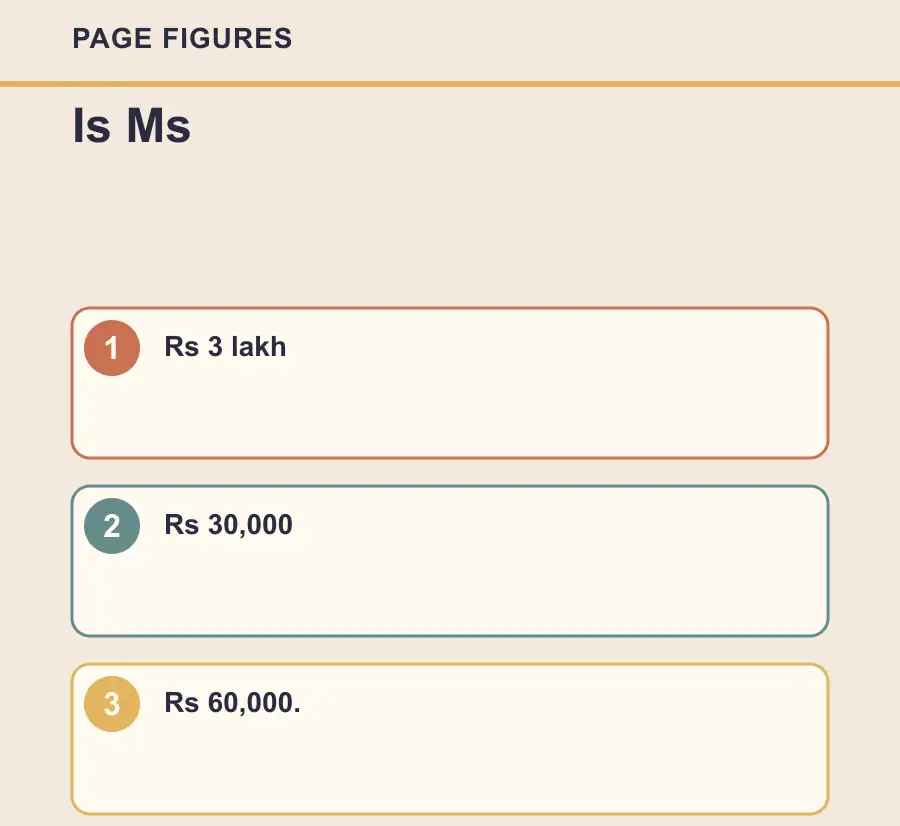 PAGE FIGURES
Is Ms
1 Rs 3 lakh
2 Rs 30,000
3 Rs 60,000.